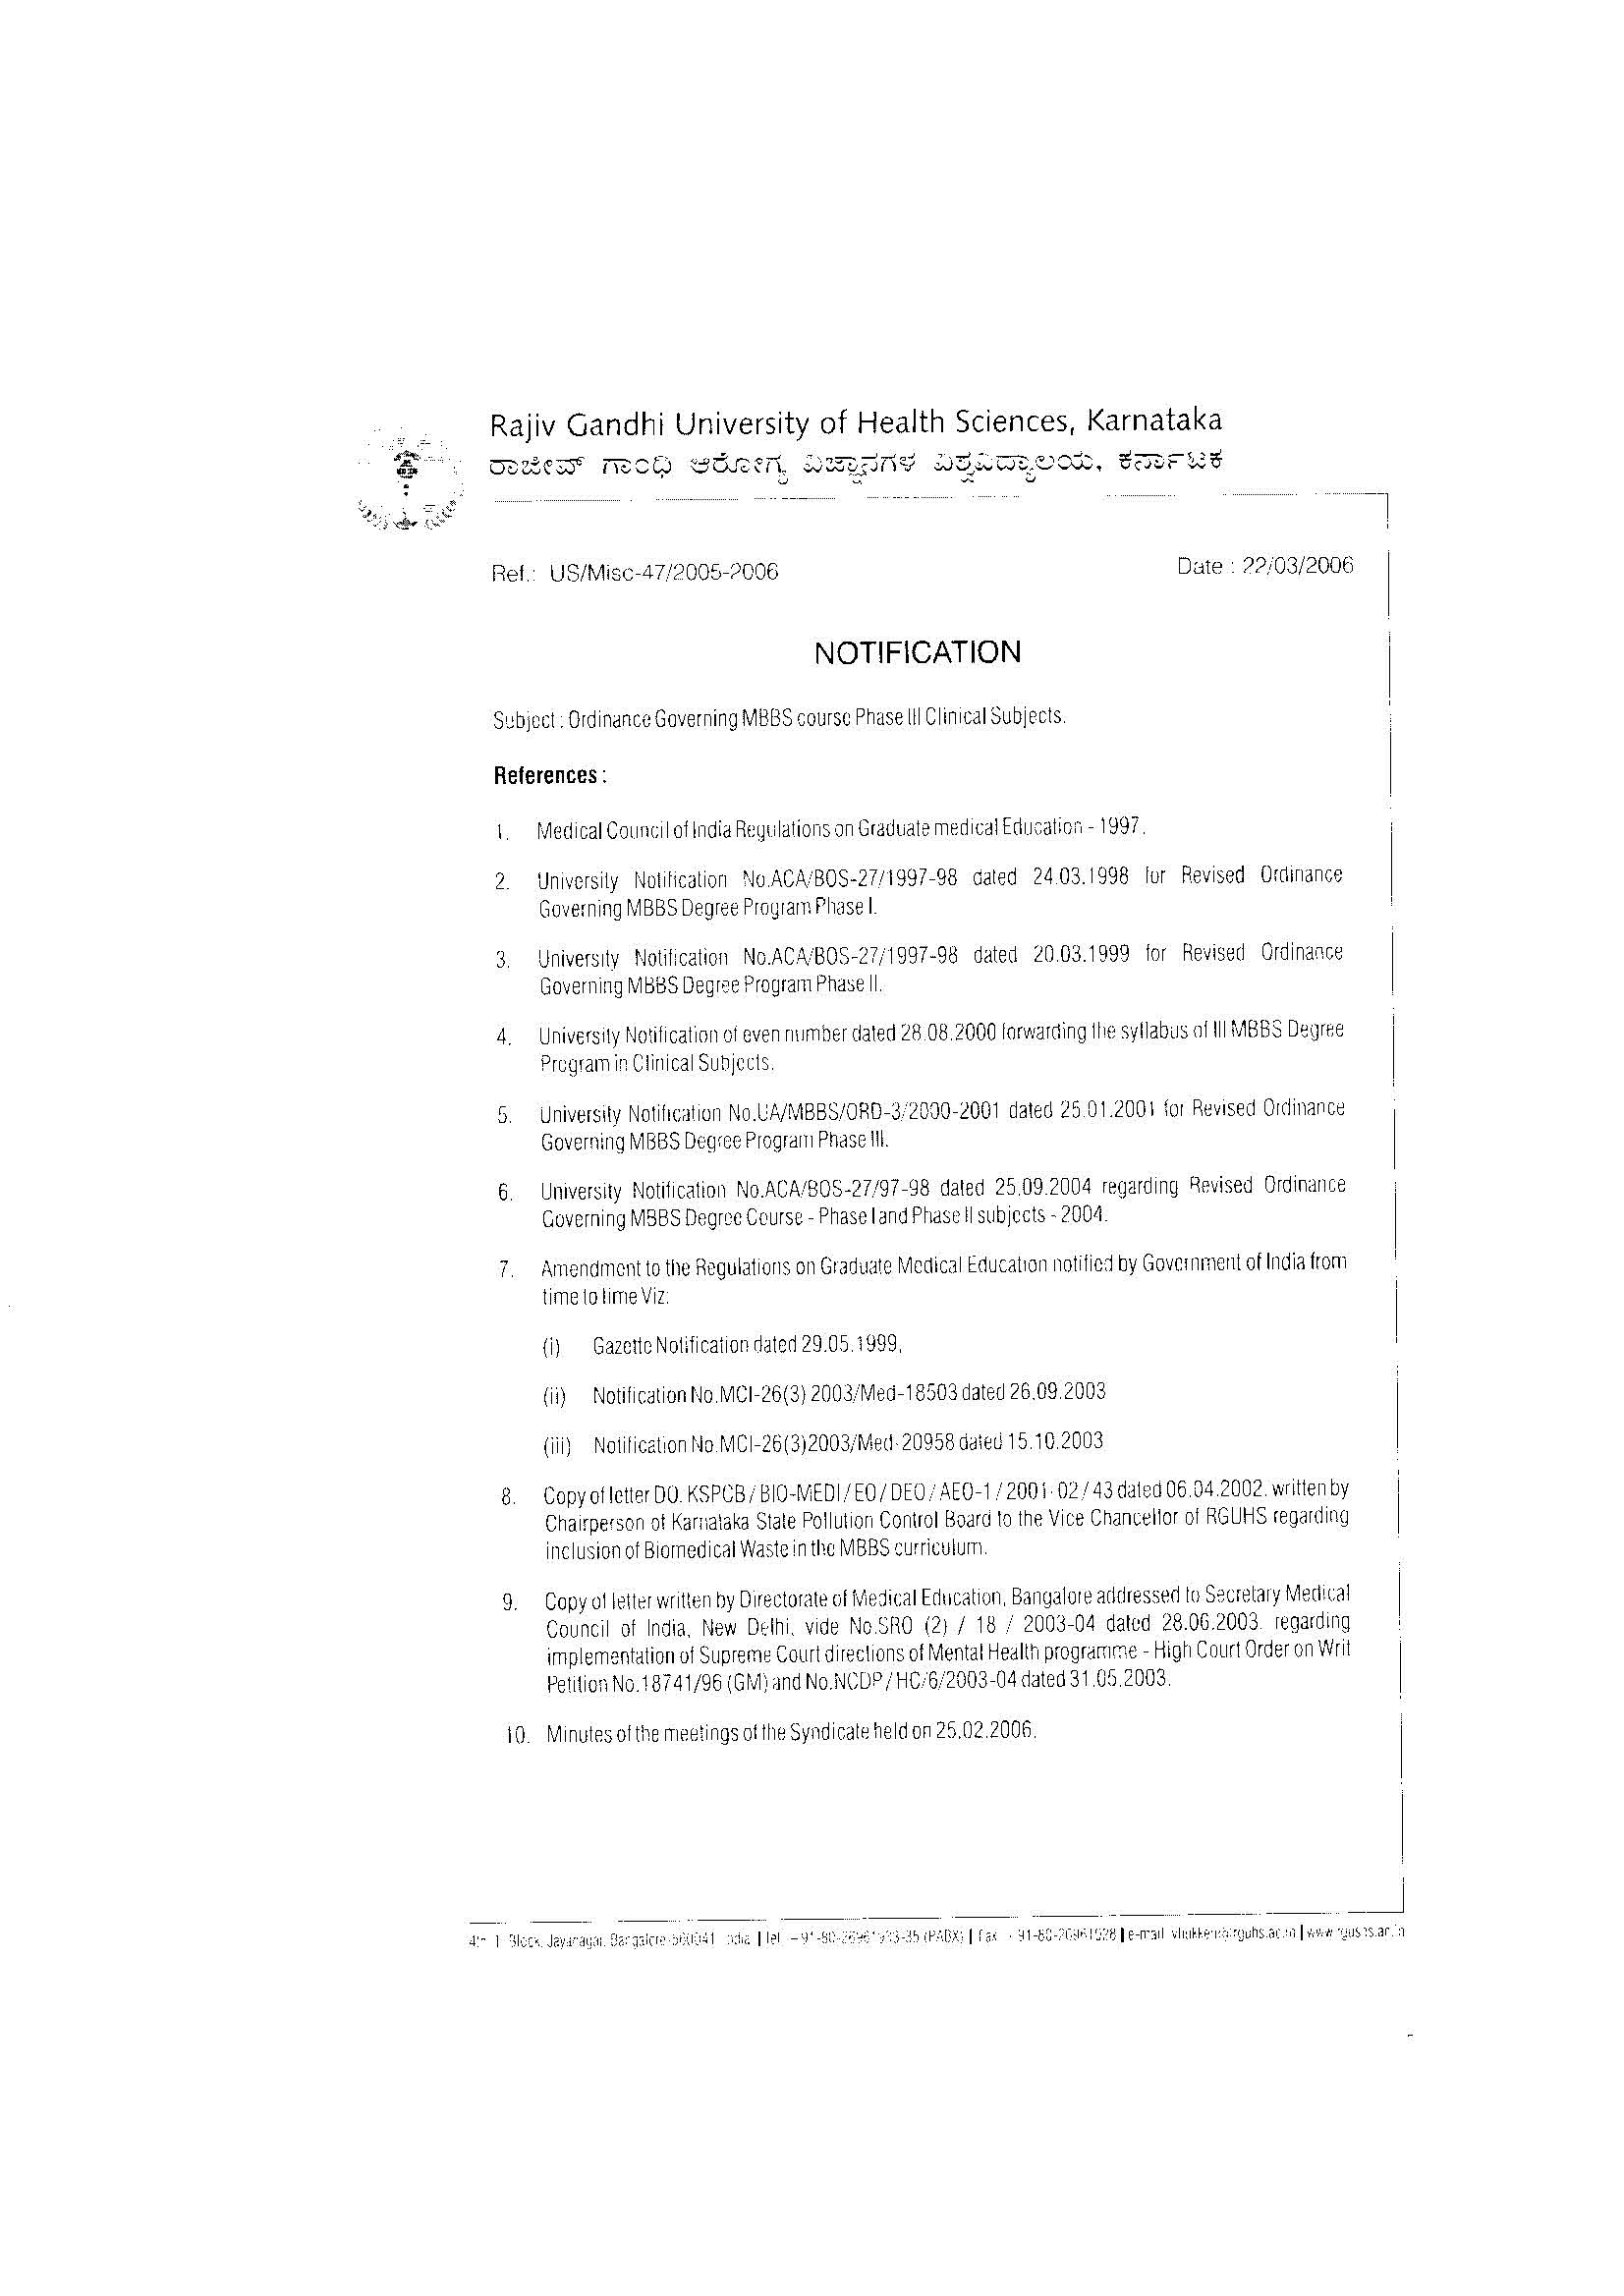 Rajiv Gandhi University of Health Sciences, Karnataka
ರಾಜೀವ್ ಗಾಂಧಿ ಆರೋಗ್ಯ ವಿಜ್ಞಾನಗಳ ವಿಶ್ವವಿದ್ಯಾಲಯ, ಕರ್ನಾಟಕ
Ref.: US/Misc-47/2005-2006 Date : 22/03/2006
NOTIFICATION
Subject : Ordinance Governing MBBS course Phase III Clinical Subjects.
References :
1. Medical Council of India Regulations on Graduate medical Education - 1997.
2. University Notification No.ACA/BOS-27/1997-98 dated 24.03.1998 for Revised Ordinance
Governing MBBS Degree Program Phase I.
3. University Notification No.ACA/BOS-27/1997-98 dated 20.03.1999 for Revised Ordinance
Governing MBBS Degree Program Phase II.
4. University Notification of even number dated 28.08.2000 forwarding the syllabus of III MBBS Degree
Program in Clinical Subjects.
5. University Notification No.UA/MBBS/ORD-3/2000-2001 dated 25.01.2001 for Revised Ordinance
Governing MBBS Degree Program Phase III.
6. University Notification No.ACA/BOS-27/97-98 dated 25.09.2004 regarding Revised Ordinance
Governing MBBS Degree Course - Phase I and Phase II subjects - 2004.
7. Amendment to the Regulations on Graduate Medical Education notified by Government of India from
time to time Viz:
(i) Gazette Notification dated 29.05.1999,
(ii) Notification No.MCI-26(3) 2003/Med-18503 dated 26.09.2003
(iii) Notification No.MCI-26(3)2003/Med-20958 dated 15.10.2003
8. Copy of letter DO. KSPCB / BIO-MEDI / EO / DEO / AEO-1 / 2001-02 / 43 dated 06.04.2002. written by
Chairperson of Karnataka State Pollution Control Board to the Vice Chancellor of RGUHS regarding
inclusion of Biomedical Waste in the MBBS curriculum.
9. Copy of letter written by Directorate of Medical Education, Bangalore addressed to Secretary Medical
Council of India, New Delhi, vide No.SRO (2) / 18 / 2003-04 dated 28.06.2003. regarding
implementation of Supreme Court directions of Mental Health programme - High Court Order on Writ
Petition No.18741/96 (GM) and No.NCDP / HC/6/2003-04 dated 31.05.2003.
10. Minutes of the meetings of the Syndicate held on 25.02.2006.
Block, Jayanagar, Bangalore-560041 India | Tel | Fax | e-mail